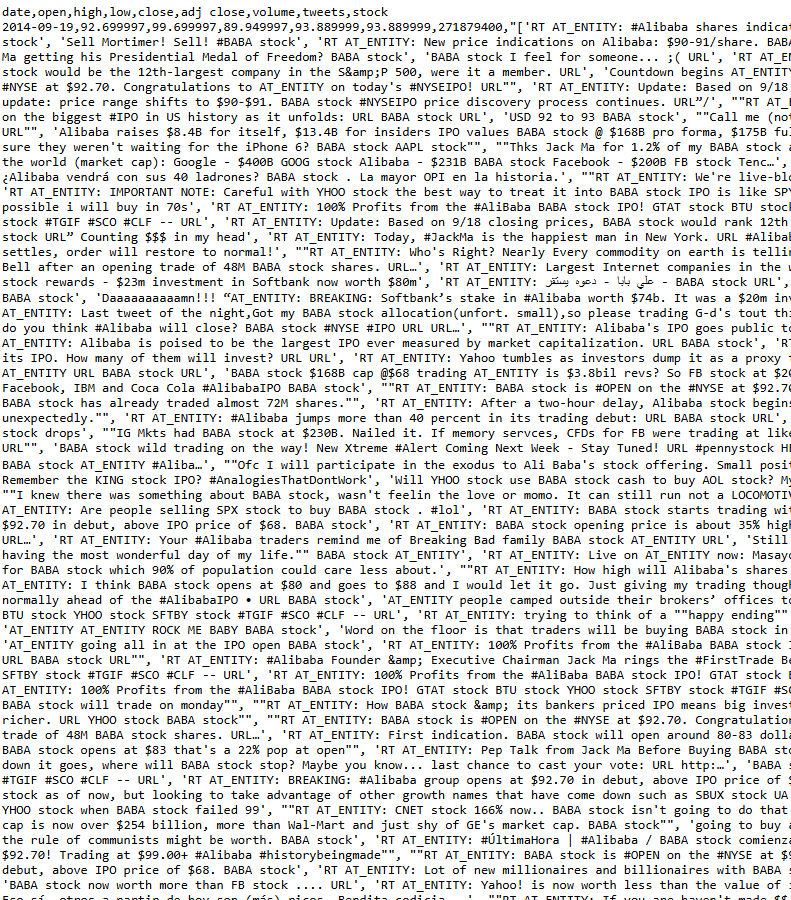 date,open,high,low,close,adj close,volume,tweets,stock
2014-09-19,92.699997,99.699997,89.949997,93.889999,93.889999,271879400,"['RT AT_ENTITY: #Alibaba shares indicat
stock', 'Sell Mortimer! Sell! #BABA stock', 'RT AT_ENTITY: New price indications on Alibaba: $90-91/share. BABA
Ma getting his Presidential Medal of Freedom? BABA stock', 'BABA stock I feel for someone... ;( URL', 'RT AT_ENTITY
stock would be the 12th-largest company in the S&amp;P 500, were it a member. URL', 'Countdown begins AT_ENTITY
#NYSE at $92.70. Congratulations to AT_ENTITY on today's #NYSEIPO! URL"", 'RT AT_ENTITY: Update: Based on 9/18
update: price range shifts to $90-$91. BABA stock #NYSEIPO price discovery process continues. URL”/', ""RT AT_E
on the biggest #IPO in US history as it unfolds: URL BABA stock URL', 'USD 92 to 93 BABA stock', ""Call me (not
URL"", 'Alibaba raises $8.4B for itself, $13.4B for insiders IPO values BABA stock @ $168B pro forma, $175B ful
sure they weren't waiting for the iPhone 6? BABA stock AAPL stock"", ""Thks Jack Ma for 1.2% of my BABA stock a
the world (market cap): Google - $400B GOOG stock Alibaba - $231B BABA stock Facebook - $200B FB stock Tenc…',
¿Alibaba vendrá con sus 40 ladrones? BABA stock . La mayor OPI en la historia.', ""RT AT_ENTITY: We're live-blo
'RT AT_ENTITY: IMPORTANT NOTE: Careful with YHOO stock the best way to treat it into BABA stock IPO is like SPY
possible i will buy in 70s', 'RT AT_ENTITY: 100% Profits from the #AliBaba BABA stock IPO! GTAT stock BTU stock
stock #TGIF #SCO #CLF -- URL', 'RT AT_ENTITY: Update: Based on 9/18 closing prices, BABA stock would rank 12th
stock URL” Counting $$$ in my head', 'RT AT_ENTITY: Today, #JackMa is the happiest man in New York. URL #Alibab
settles, order will restore to normal!', ""RT AT_ENTITY: Who's Right? Nearly Every commodity on earth is tellin
Bell after an opening trade of 48M BABA stock shares. URL…', 'RT AT_ENTITY: Largest Internet companies in the w
stock rewards - $23m investment in Softbank now worth $80m', 'RT AT_ENTITY: علي بابا - دعوه يستقر - BABA stock URL',
BABA stock', 'Daaaaaaaaaamn!!! “AT_ENTITY: BREAKING: Softbank’s stake in #Alibaba worth $74b. It was a $20m inv
AT_ENTITY: Last tweet of the night,Got my BABA stock allocation(unfort. small),so please trading G-d's tout thi
do you think #Alibaba will close? BABA stock #NYSE #IPO URL URL…', ""RT AT_ENTITY: Alibaba's IPO goes public to
AT_ENTITY: Alibaba is poised to be the largest IPO ever measured by market capitalization. URL BABA stock', 'RT
its IPO. How many of them will invest? URL URL', 'RT AT_ENTITY: Yahoo tumbles as investors dump it as a proxy f
AT_ENTITY URL BABA stock URL', 'BABA stock $168B cap @$68 trading AT_ENTITY is $3.8bil revs? So FB stock at $20
Facebook, IBM and Coca Cola #AlibabaIPO BABA stock', ""RT AT_ENTITY: BABA stock is #OPEN on the #NYSE at $92.70
BABA stock has already traded almost 72M shares."", 'RT AT_ENTITY: After a two-hour delay, Alibaba stock begins
unexpectedly."", 'RT AT_ENTITY: #Alibaba jumps more than 40 percent in its trading debut: URL BABA stock URL',
stock drops', ""IG Mkts had BABA stock at $230B. Nailed it. If memory servces, CFDs for FB were trading at like
URL"", 'BABA stock wild trading on the way! New Xtreme #Alert Coming Next Week - Stay Tuned! URL #pennystock HE
BABA stock AT_ENTITY #Aliba…', ""Ofc I will participate in the exodus to Ali Baba's stock offering. Small posit
Remember the KING stock IPO? #AnalogiesThatDontWork', 'Will YHOO stock use BABA stock cash to buy AOL stock? My
""I knew there was something about BABA stock, wasn't feelin the love or momo. It can still run not a LOCOMOTIV
AT_ENTITY: Are people selling SPX stock to buy BABA stock . #lol', 'RT AT_ENTITY: BABA stock starts trading wit
$92.70 in debut, above IPO price of $68. BABA stock', 'RT AT_ENTITY: BABA stock opening price is about 35% high
URL…', 'RT AT_ENTITY: Your #Alibaba traders remind me of Breaking Bad family BABA stock AT_ENTITY URL', 'Still
having the most wonderful day of my life."" BABA stock AT_ENTITY', 'RT AT_ENTITY: Live on AT_ENTITY now: Masayo
for BABA stock which 90% of population could care less about.', ""RT AT_ENTITY: How high will Alibaba's shares
AT_ENTITY: I think BABA stock opens at $80 and goes to $88 and I would let it go. Just giving my trading though
normally ahead of the #AlibabaIPO • URL BABA stock', 'AT_ENTITY people camped outside their brokers’ offices to
BTU stock YHOO stock SFTBY stock #TGIF #SCO #CLF -- URL', 'RT AT_ENTITY: trying to think of a ""happy ending""
'AT_ENTITY AT_ENTITY ROCK ME BABY BABA stock', 'Word on the floor is that traders will be buying BABA stock in
'AT_ENTITY going all in at the IPO open BABA stock', 'RT AT_ENTITY: 100% Profits from the #AliBaba BABA stock I
URL BABA stock URL"", 'RT AT_ENTITY: #Alibaba Founder &amp; Executive Chairman Jack Ma rings the #FirstTrade Be
SFTBY stock #TGIF #SCO #CLF -- URL', 'RT AT_ENTITY: 100% Profits from the #AliBaba BABA stock IPO! GTAT stock B
AT_ENTITY: 100% Profits from the #AliBaba BABA stock IPO! GTAT stock BTU stock YHOO stock SFTBY stock #TGIF #SC
BABA stock will trade on monday"", ""RT AT_ENTITY: How BABA stock &amp; its bankers priced IPO means big invest
richer. URL YHOO stock BABA stock"", ""RT AT_ENTITY: BABA stock is #OPEN on the #NYSE at $92.70. Congratulation
trade of 48M BABA stock shares. URL…', 'RT AT_ENTITY: First indication. BABA stock will open around 80-83 dolla
BABA stock opens at $83 that's a 22% pop at open"", 'RT AT_ENTITY: Pep Talk from Jack Ma Before Buying BABA sto
down it goes, where will BABA stock stop? Maybe you know... last chance to cast your vote: URL http:…', 'BABA s
#TGIF #SCO #CLF -- URL', 'RT AT_ENTITY: BREAKING: #Alibaba group opens at $92.70 in debut, above IPO price of $
stock as of now, but looking to take advantage of other growth names that have come down such as SBUX stock UA
YHOO stock when BABA stock failed 99', ""RT AT_ENTITY: CNET stock 166% now.. BABA stock isn't going to do that
cap is now over $254 billion, more than Wal-Mart and just shy of GE's market cap. BABA stock"", 'going to buy a
the rule of communists might be worth. BABA stock', 'RT AT_ENTITY: #ÚltimaHora | #Alibaba / BABA stock comienza
$92.70! Trading at $99.00+ #Alibaba #historybeingmade"", ""RT AT_ENTITY: BABA stock is #OPEN on the #NYSE at $9
debut, above IPO price of $68. BABA stock', 'RT AT_ENTITY: Lot of new millionaires and billionaires with BABA s
'BABA stock now worth more than FB stock .... URL', 'RT AT_ENTITY: Yahoo! is now worth less than the value of i